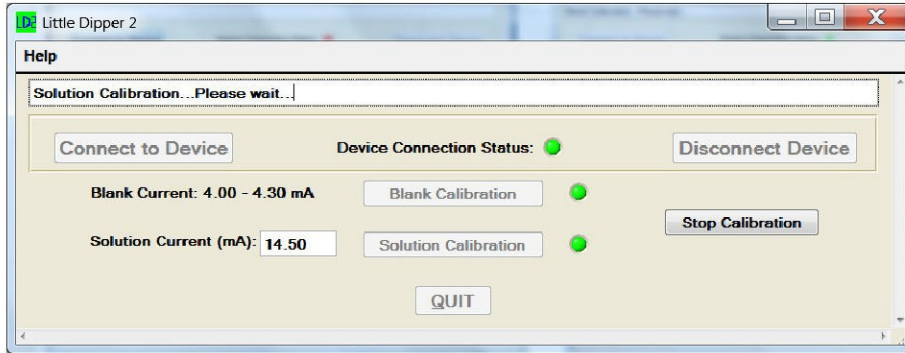 LD2 Little Dipper 2
Help
Solution Calibration...Please wait...
Connect to Device Device Connection Status: Disconnect Device
Blank Current: 4.00 - 4.30 mA Blank Calibration
Stop Calibration
Solution Current (mA): 14.50 Solution Calibration
QUIT